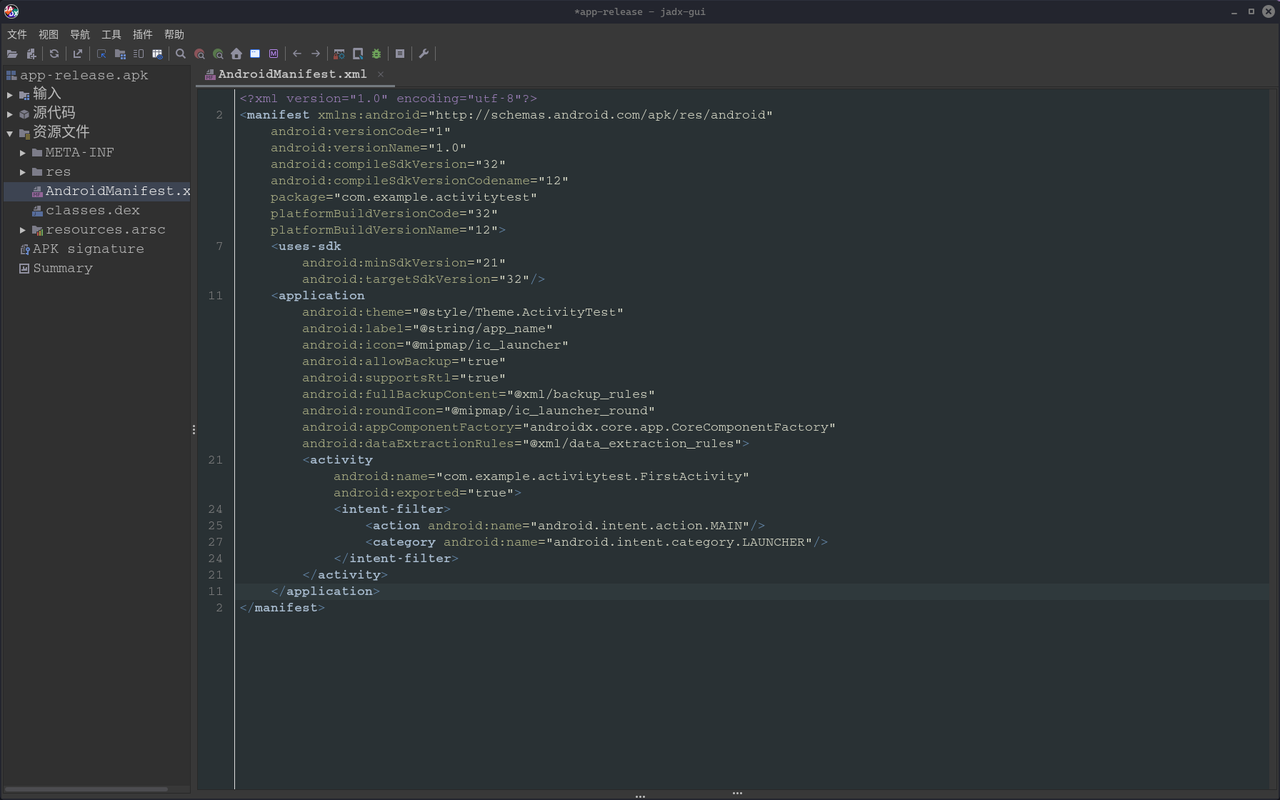 *app-release - jadx-gui
文件 视图 导航 工具 插件 帮助
app-release.apk
输入
源代码
资源文件
META-INF
res
AndroidManifest.x
classes.dex
resources.arsc
APK signature
Summary
AndroidManifest.xml
<?xml version="1.0" encoding="utf-8"?>
2 <manifest xmlns:android="http://schemas.android.com/apk/res/android"
android:versionCode="1"
android:versionName="1.0"
android:compileSdkVersion="32"
android:compileSdkVersionCodename="12"
package="com.example.activitytest"
platformBuildVersionCode="32"
platformBuildVersionName="12">
7 <uses-sdk
android:minSdkVersion="21"
android:targetSdkVersion="32"/>
11 <application
android:theme="@style/Theme.ActivityTest"
android:label="@string/app_name"
android:icon="@mipmap/ic_launcher"
android:allowBackup="true"
android:supportsRtl="true"
android:fullBackupContent="@xml/backup_rules"
android:roundIcon="@mipmap/ic_launcher_round"
android:appComponentFactory="androidx.core.app.CoreComponentFactory"
android:dataExtractionRules="@xml/data_extraction_rules">
21 <activity
android:name="com.example.activitytest.FirstActivity"
android:exported="true">
24 <intent-filter>
25 <action android:name="android.intent.action.MAIN"/>
27 <category android:name="android.intent.category.LAUNCHER"/>
24 </intent-filter>
21 </activity>
11 </application>
2 </manifest>